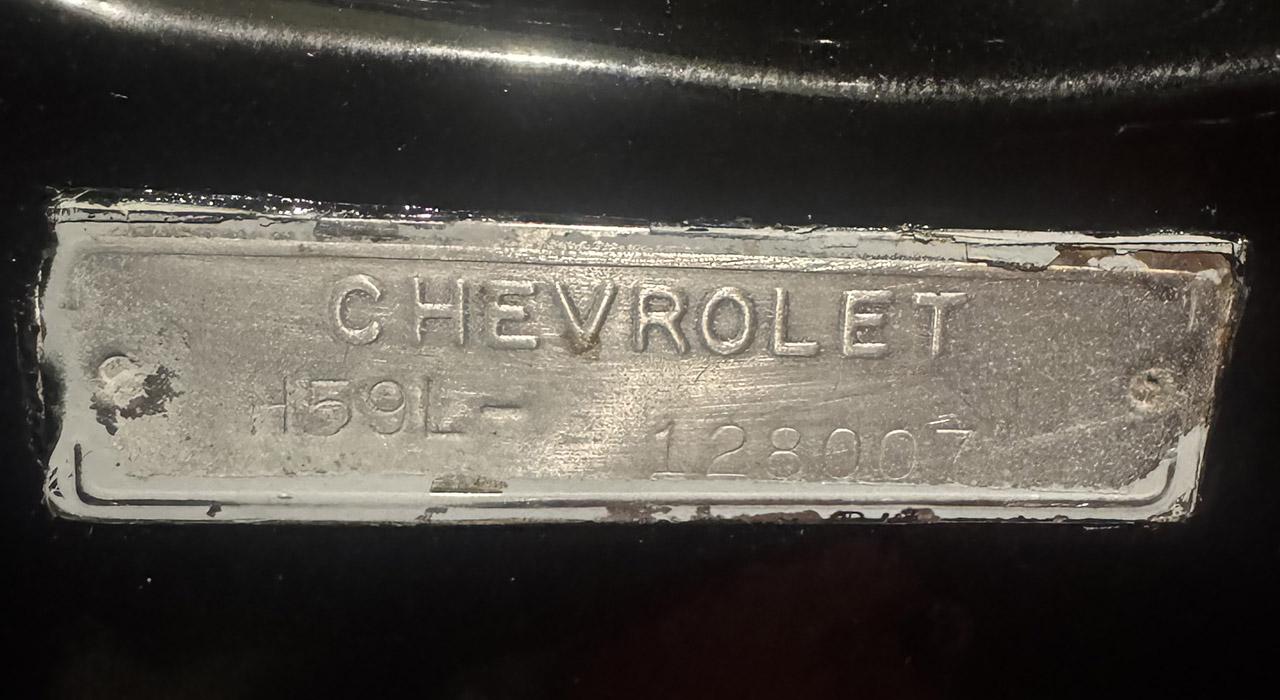 CHEVROLET
H59L- - 128007